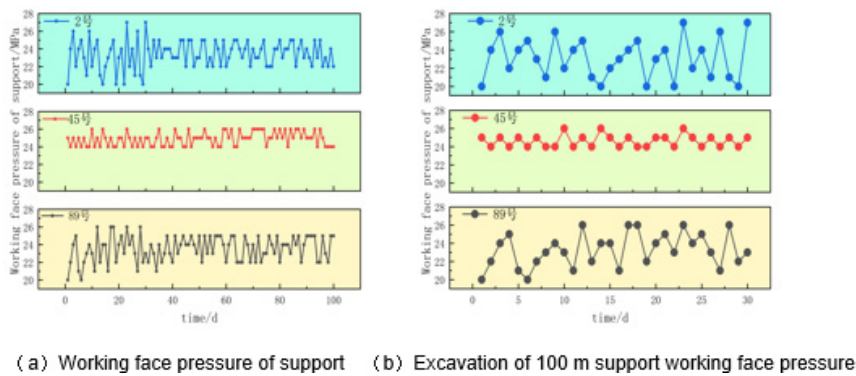 28
26
24
22
20
28
26
24
22
20
28
26
24
22
20
Working face pressure of support/MPa
2号
45号
89号
0 20 40 60 80 100
time/d
28
26
24
22
20
28
26
24
22
20
28
26
24
22
20
Working face pressure of support/MPa
2号
45号
89号
0 5 10 15 20 25 30
time/d
（a）Working face pressure of support （b）Excavation of 100 m support working face pressure